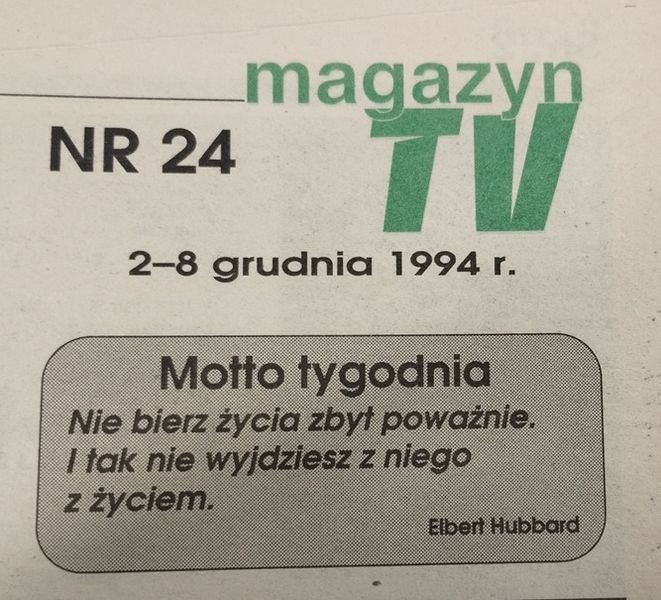 magazyn
TV
NR 24
2–8 grudnia 1994 r.
Motto tygodnia
Nie bierz życia zbyt poważnie.
I tak nie wyjdziesz z niego
z życiem.
Elbert Hubbard